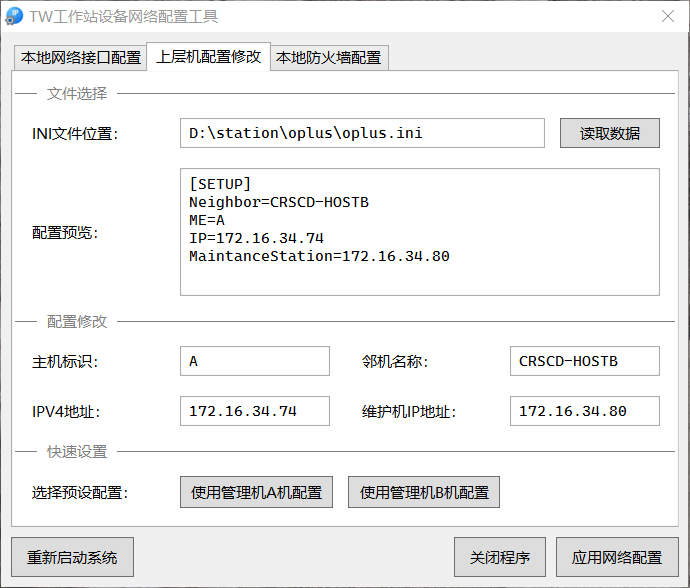 TW工作站设备网络配置工具
本地网络接口配置 上层机配置修改 本地防火墙配置
文件选择
INI文件位置: D:\station\oplus\oplus.ini 读取数据
[SETUP]
Neighbor=CRSCD-HOSTB
ME=A
IP=172.16.34.74
MaintanceStation=172.16.34.80
配置预览:
配置修改
主机标识: A 邻机名称: CRSCD-HOSTB
IPV4地址: 172.16.34.74 维护机IP地址: 172.16.34.80
快速设置
选择预设配置: 使用管理机A机配置 使用管理机B机配置
重新启动系统 关闭程序 应用网络配置